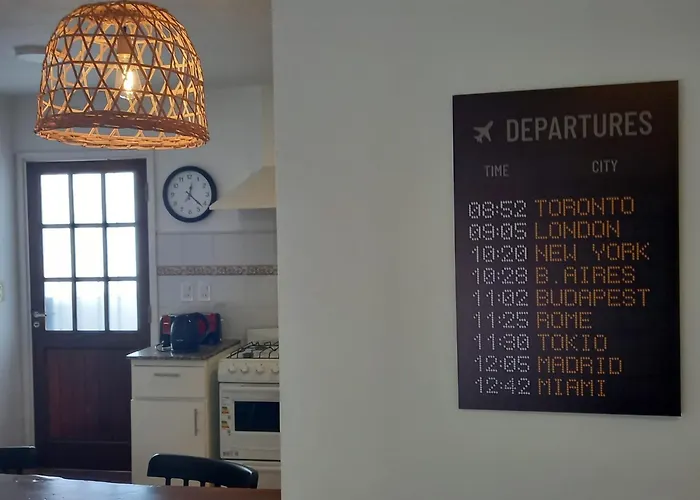 DEPARTURES
TIME CITY
08:52 TORONTO
09:05 LONDON
10:20 NEW YORK
10:28 B.AIRES
11:02 BUDAPEST
11:25 ROME
11:30 TOKIO
12:05 MADRID
12:42 MIAMI